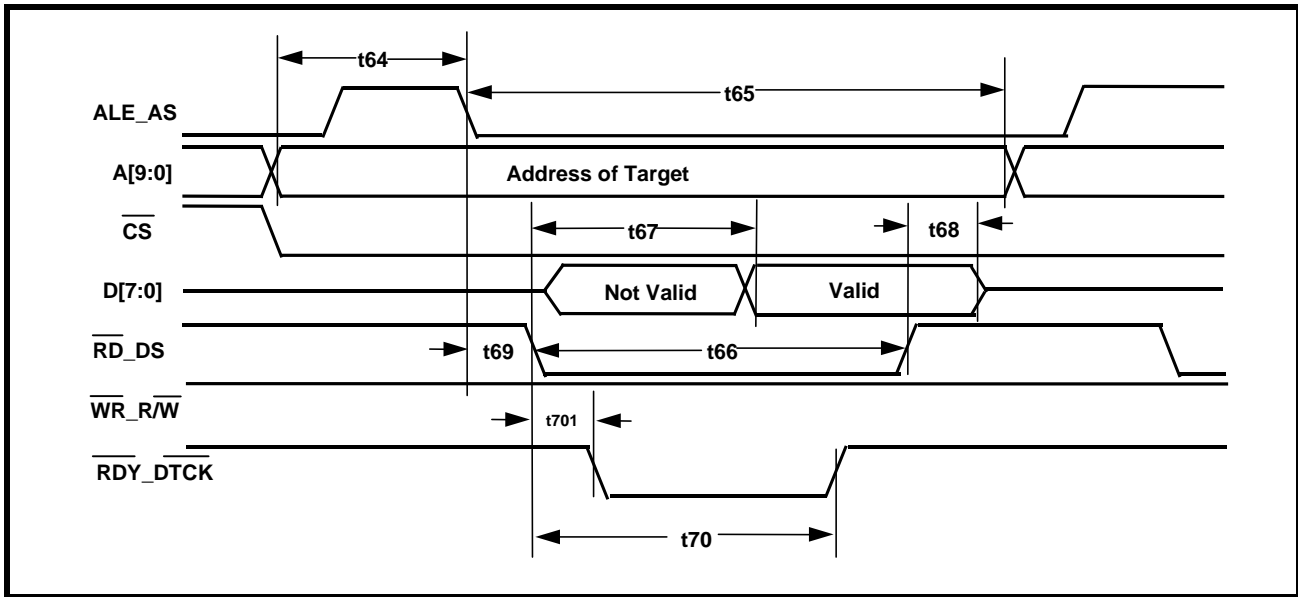 t64
t65
ALE_AS
A[9:0]
Address of Target
CS
t67
t68
D[7:0]
Not Valid
Valid
RD_DS
t69
t66
WR_R/W
t701
RDY_DTCK
t70